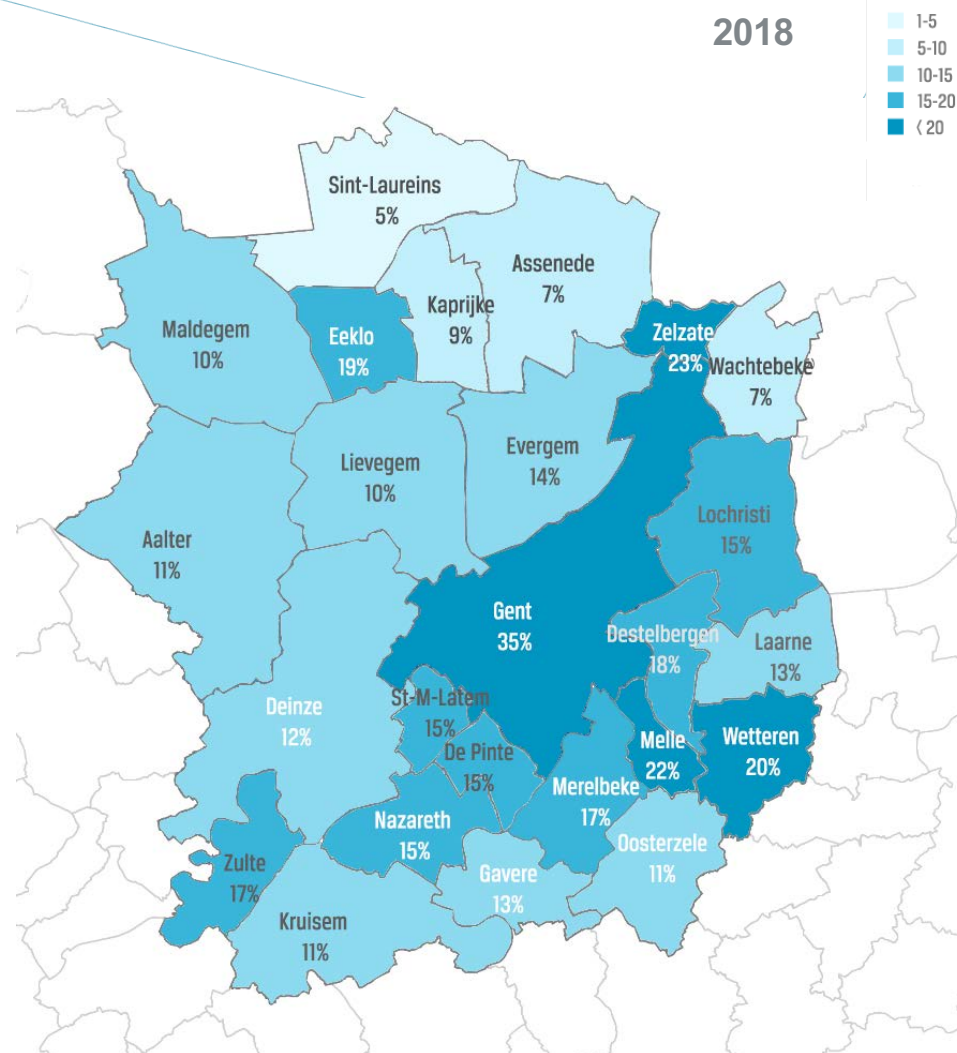 2018
1-5
5-10
10-15
15-20
< 20
Sint-Laureins
5%
Assenede
7%
Kaprijke
9%
Maldegem
10%
Eeklo
19%
Zelzate
23%
Wachtebeke
7%
Evergem
14%
Lievegem
10%
Lochristi
15%
Aalter
11%
Gent
35%
Destelbergen
18%
Laarne
13%
Deinze
12%
St-M-Latem
15%
De Pinte
15%
Melle
22%
Wetteren
20%
Merelbeke
17%
Nazareth
15%
Oosterzele
11%
Zulte
17%
Gavere
13%
Kruisem
11%